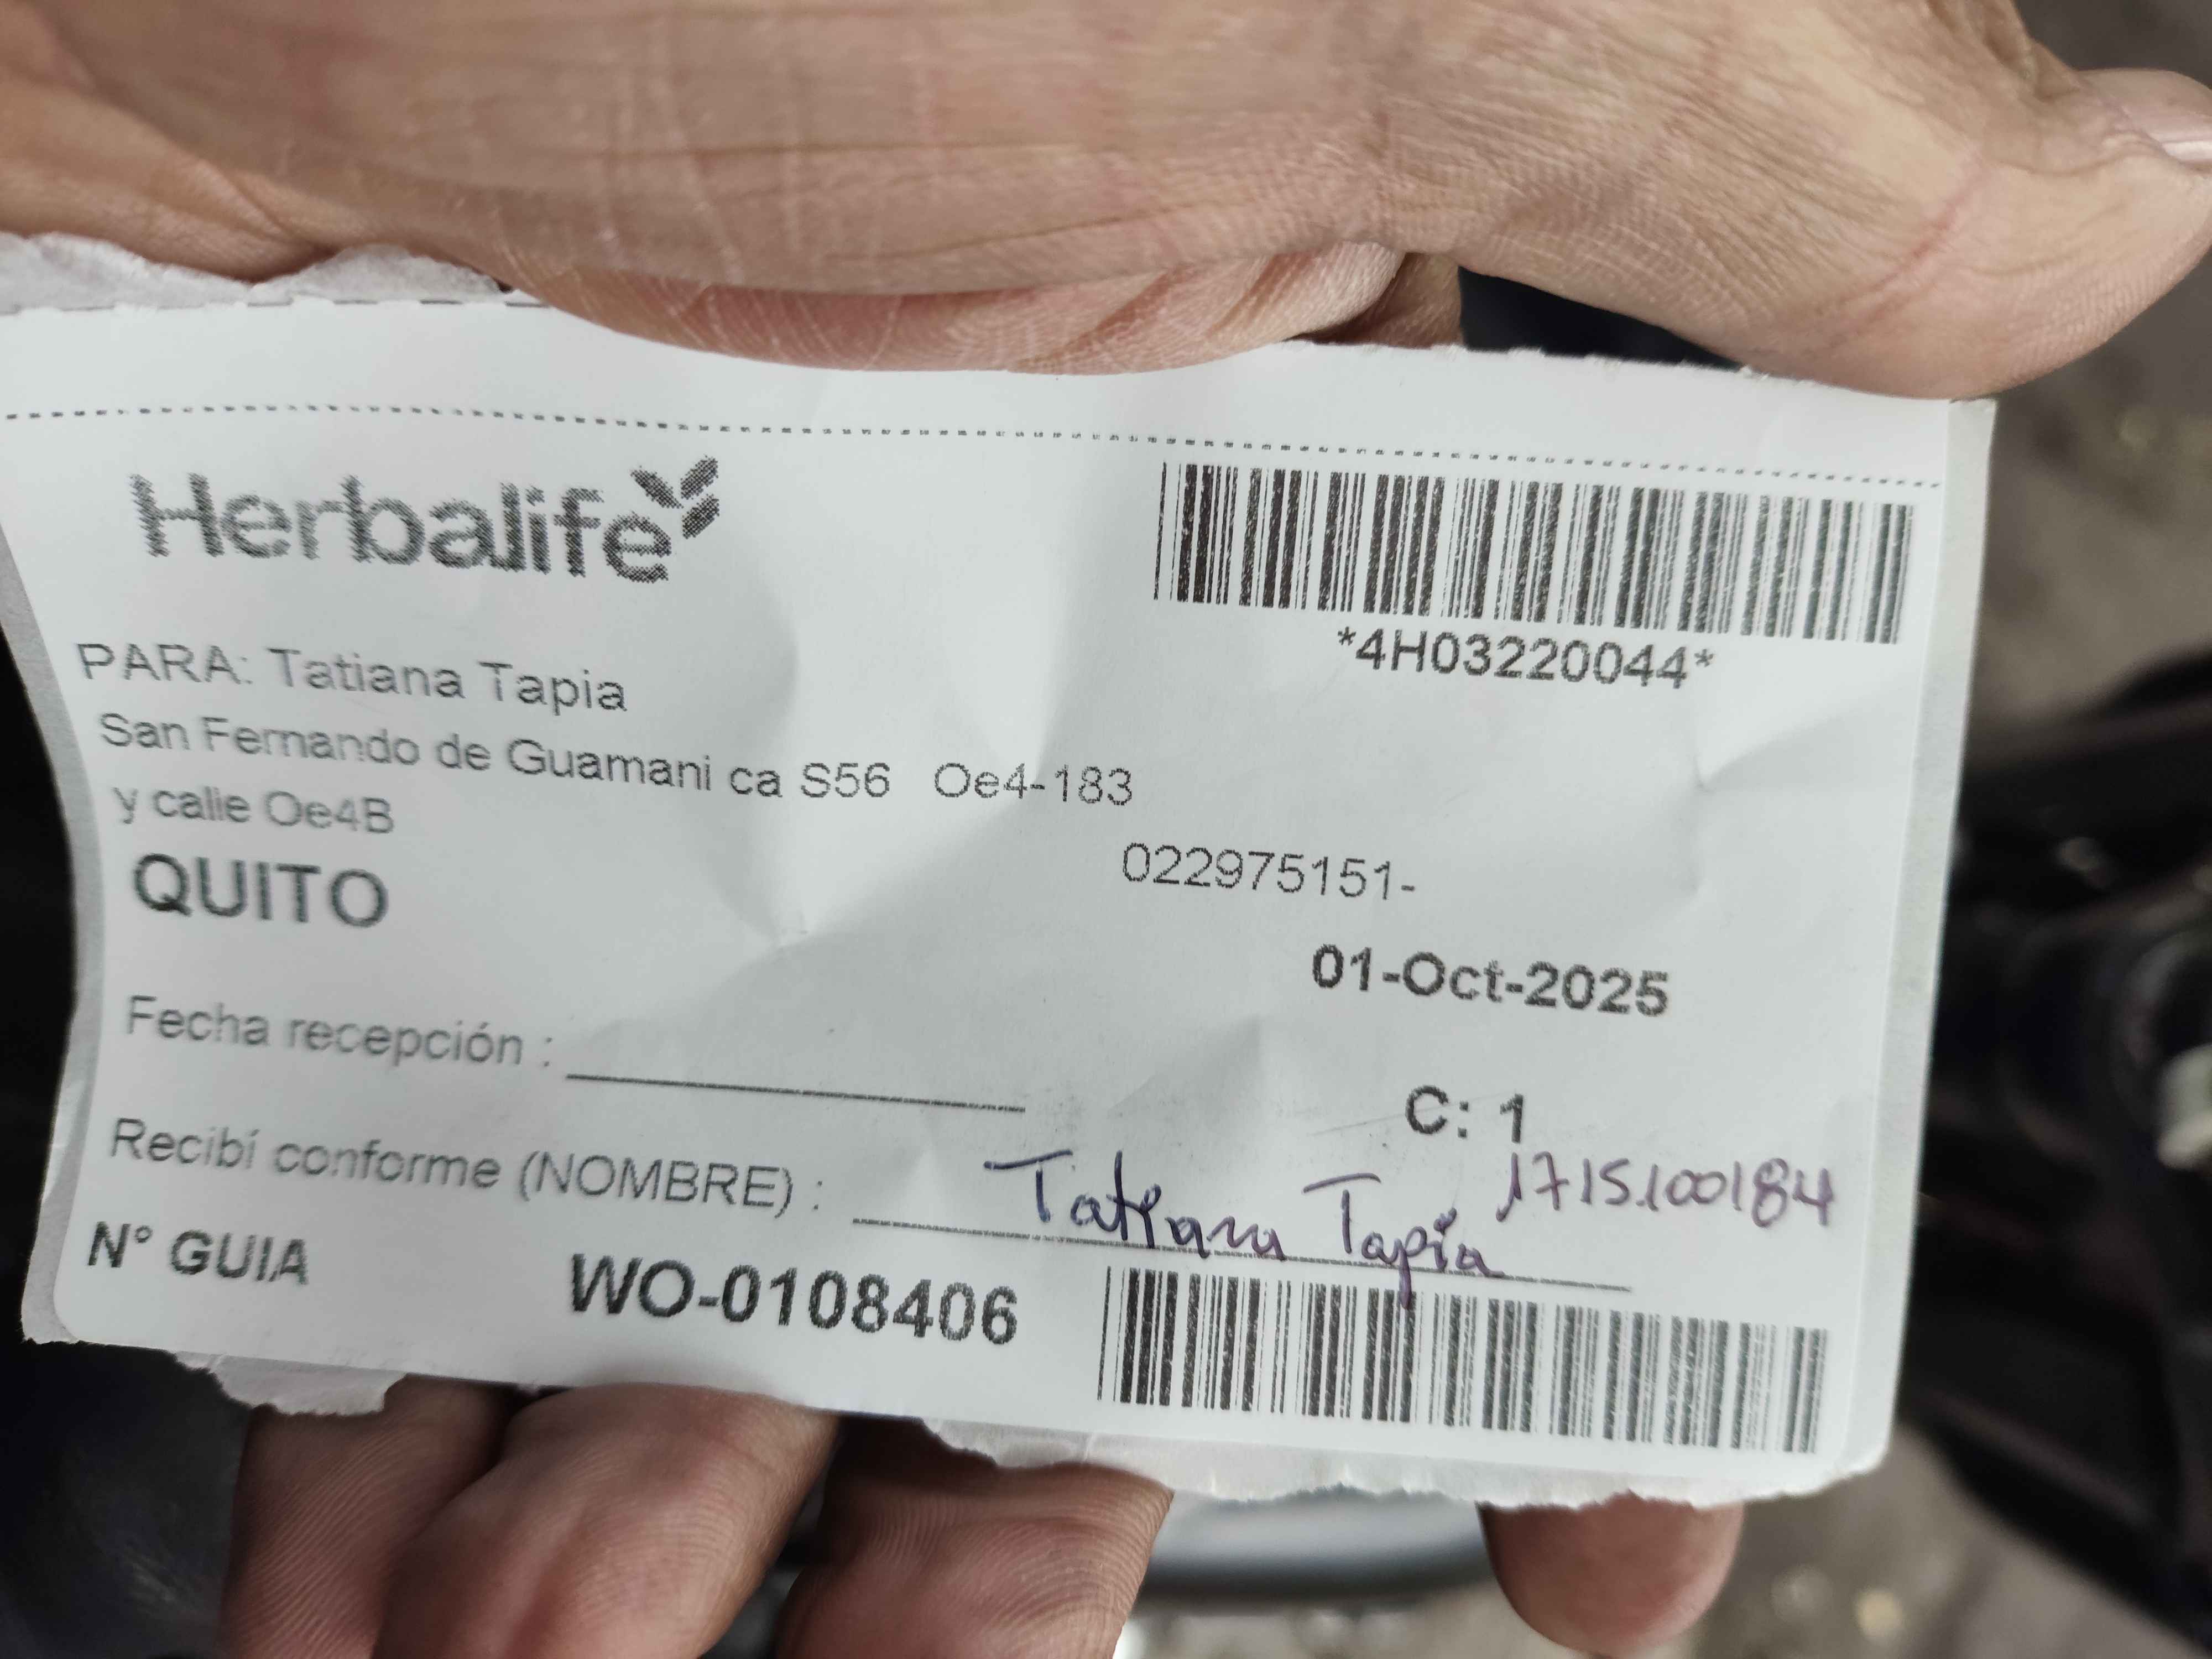 Herbalife
*4H03220044*
PARA: Tatiana Tapia
San Fernando de Guamani ca S56 Oe4-183
y calle Oe4B
022975151-
QUITO
01-Oct-2025
Fecha recepción :
C: 1
Recibí conforme (NOMBRE) : Tatiana Tapia 1715100184
N° GUIA WO-0108406